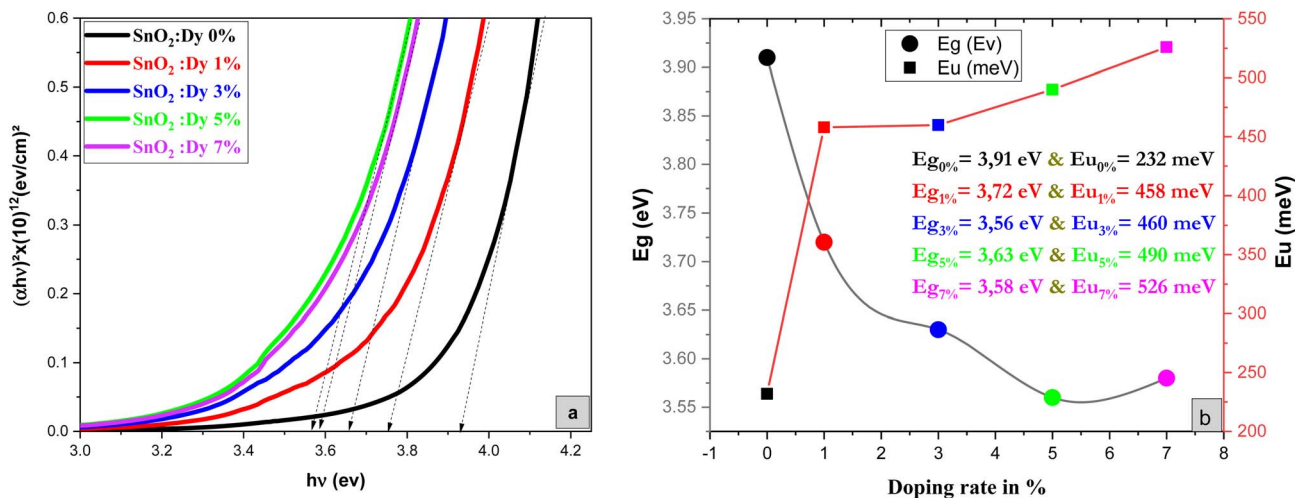 0.6
0.5
0.4
0.3
0.2
0.1
0.0
(αhν)²x(10)¹²(ev/cm)²
SnO₂:Dy 0%
SnO₂ :Dy 1%
SnO₂ :Dy 3%
SnO₂ :Dy 5%
SnO₂ :Dy 7%
a
3.0 3.2 3.4 3.6 3.8 4.0 4.2
hν (ev)
3.95
3.90
3.85
3.80
3.75
3.70
3.65
3.60
3.55
Eg (eV)
Eg (Ev)
Eu (meV)
Eg₀%= 3,91 eV & Eu₀%= 232 meV
Eg₁%= 3,72 eV & Eu₁%= 458 meV
Eg₃%= 3,56 eV & Eu₃%= 460 meV
Eg₅%= 3,63 eV & Eu₅%= 490 meV
Eg₇%= 3,58 eV & Eu₇%= 526 meV
b
550
500
450
400
350
300
250
200
Eu (meV)
-1 0 1 2 3 4 5 6 7 8
Doping rate in %